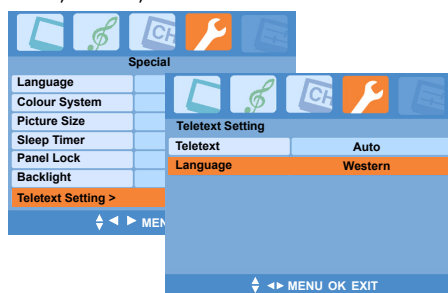 CH
Special
Language
Colour System
Picture Size
Sleep Timer
Panel Lock
Backlight
Teletext Setting >
CH
Teletext Setting
Teletext Auto
Language Western
MENU OK EXIT